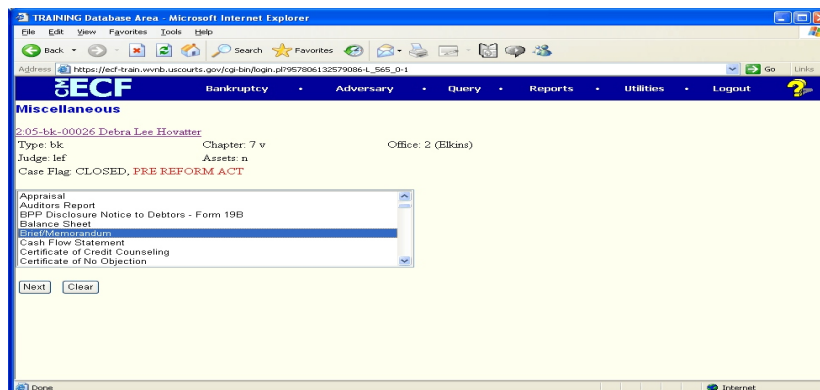 TRAINING Database Area - Microsoft Internet Explorer
File Edit View Favorites Tools Help
Back Search Favorites
Address https://ecf-train.wvnb.uscourts.gov/cgi-bin/login.pl?957806132579086-L_565_0-1 Go Links
CM ECF Bankruptcy • Adversary • Query • Reports • Utilities • Logout ?
Miscellaneous
2:05-bk-00026 Debra Lee Hovatter
Type: bk Chapter: 7 v Office: 2 (Elkins)
Judge: lef Assets: n
Case Flag: CLOSED, PRE REFORM ACT
Appraisal
Auditors Report
BPP Disclosure Notice to Debtors - Form 19B
Balance Sheet
Brief/Memorandum
Cash Flow Statement
Certificate of Credit Counseling
Certificate of No Objection
Next Clear
Done Internet